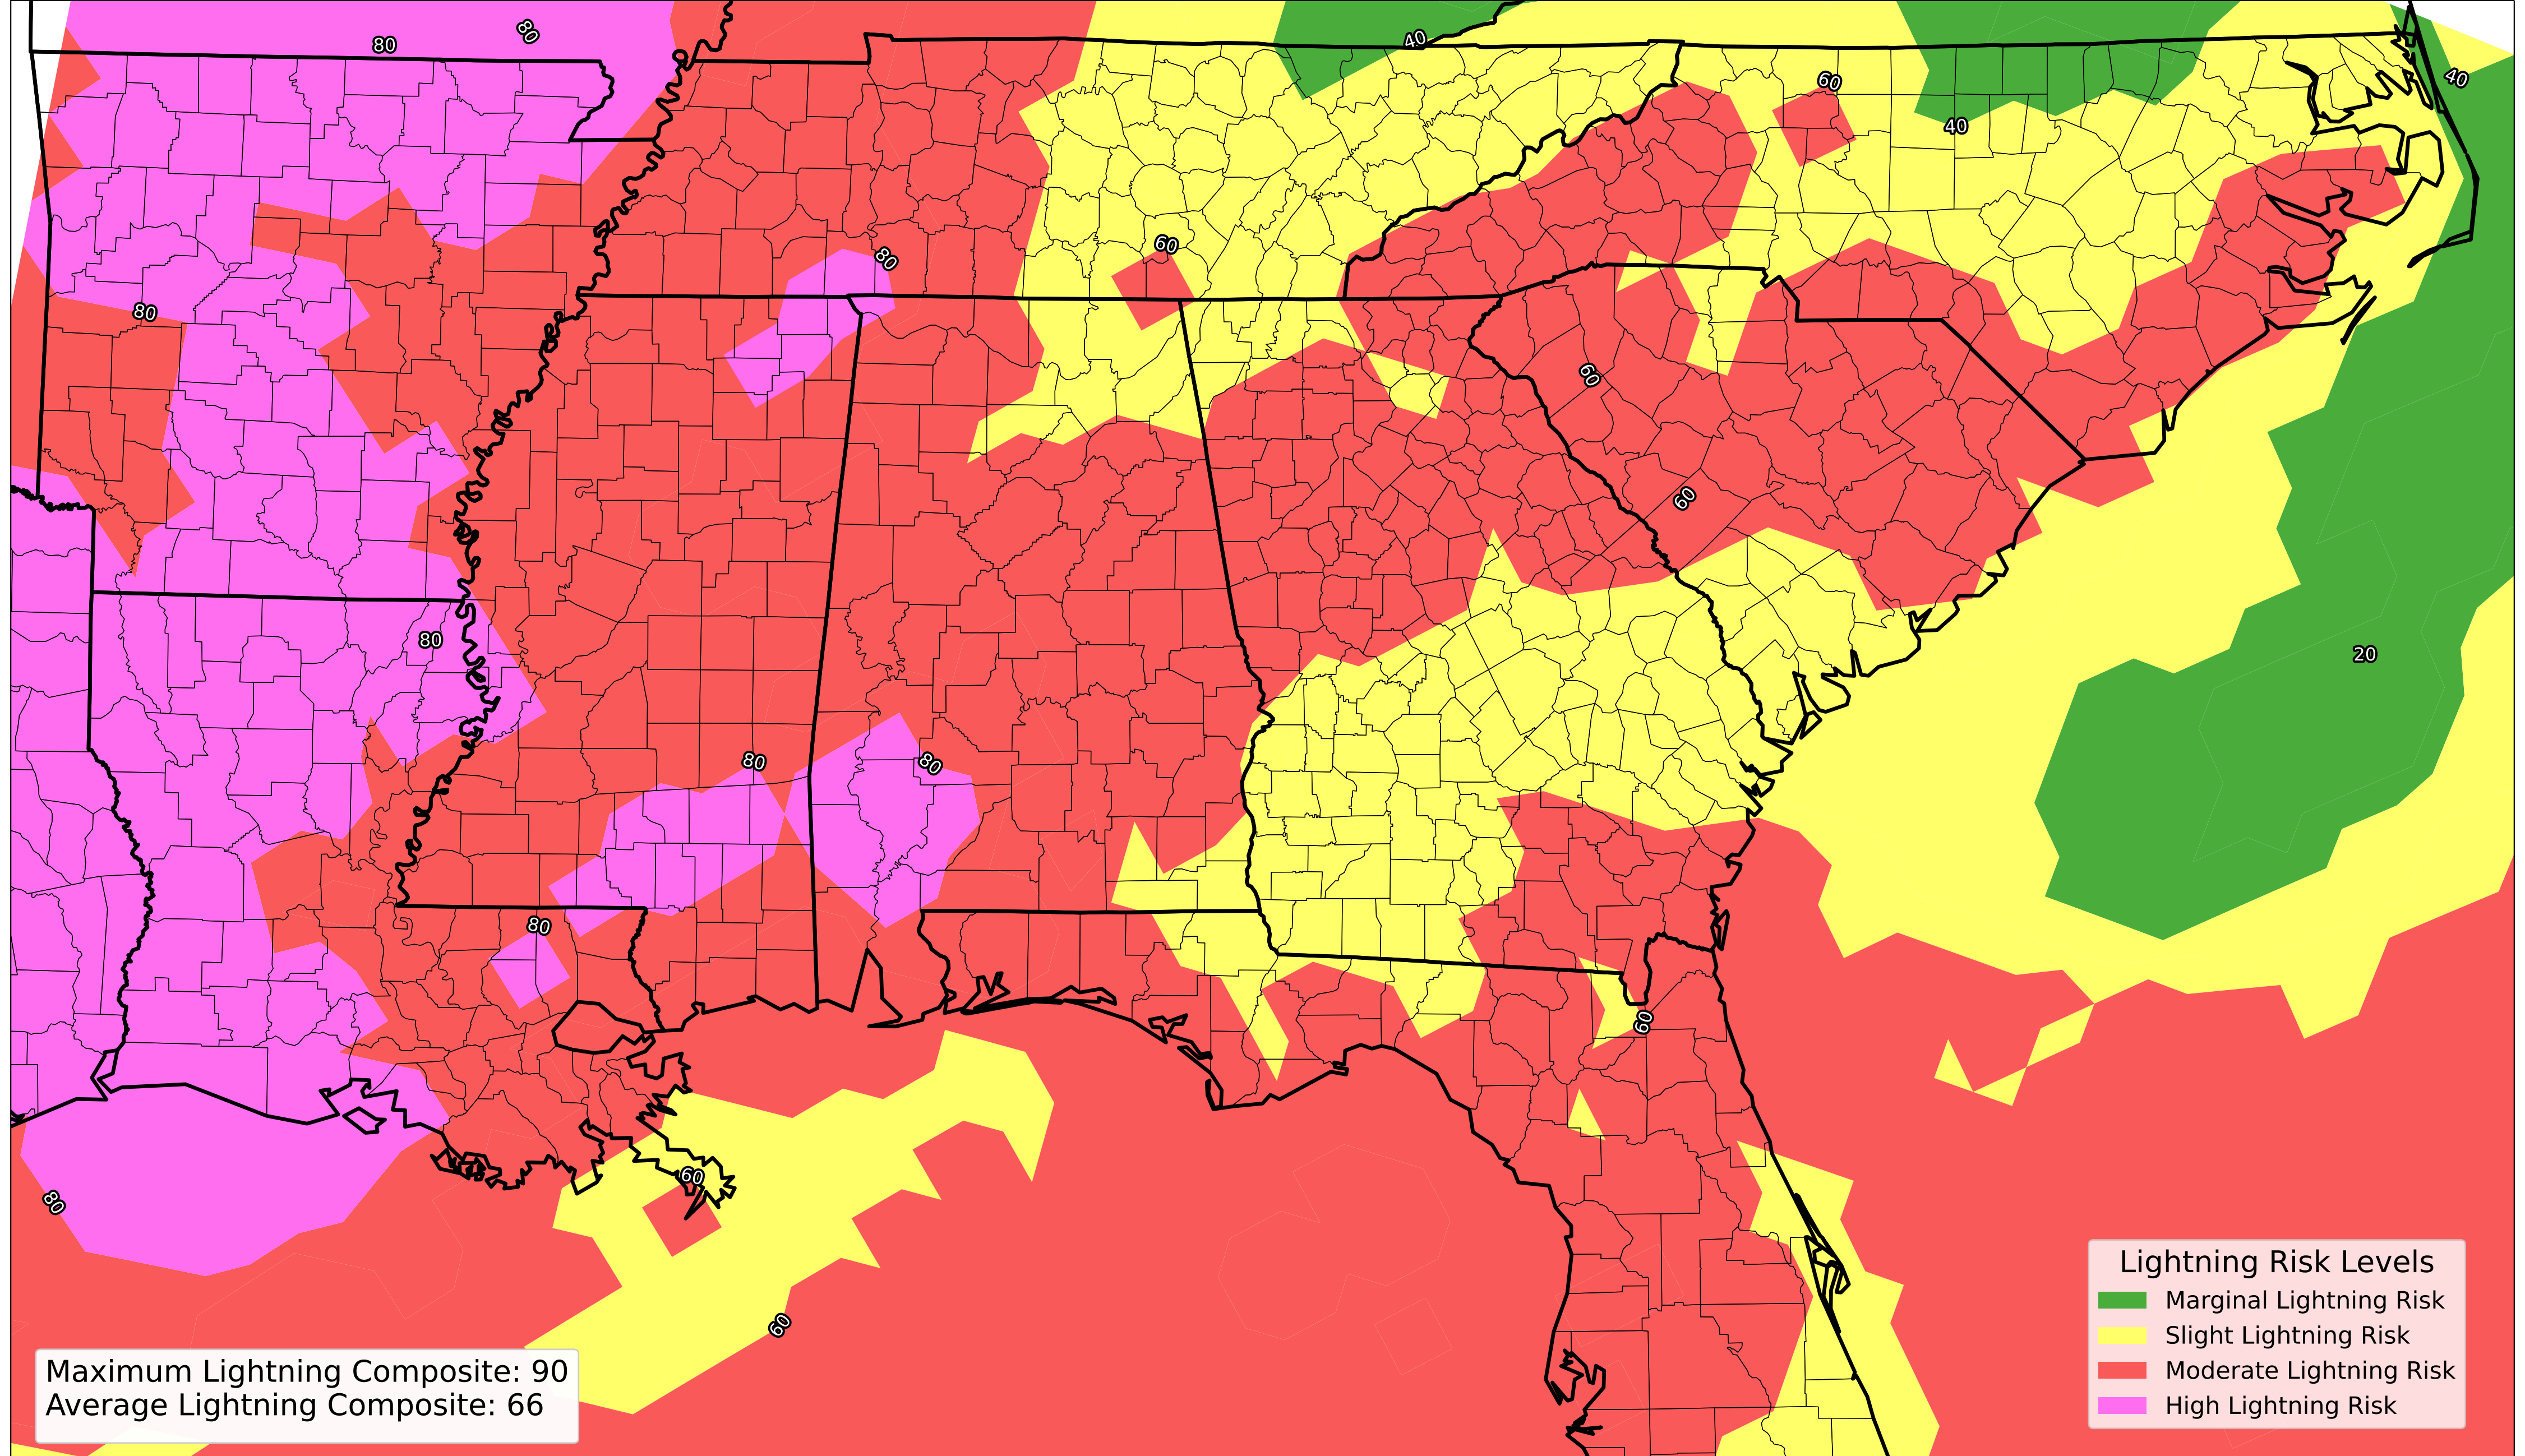 80
80
40
60
40
40
60
80
80
60
60
80
20
80
80
80
60
60
80
60
Maximum Lightning Composite: 90
Average Lightning Composite: 66
Lightning Risk Levels
Marginal Lightning Risk
Slight Lightning Risk
Moderate Lightning Risk
High Lightning Risk